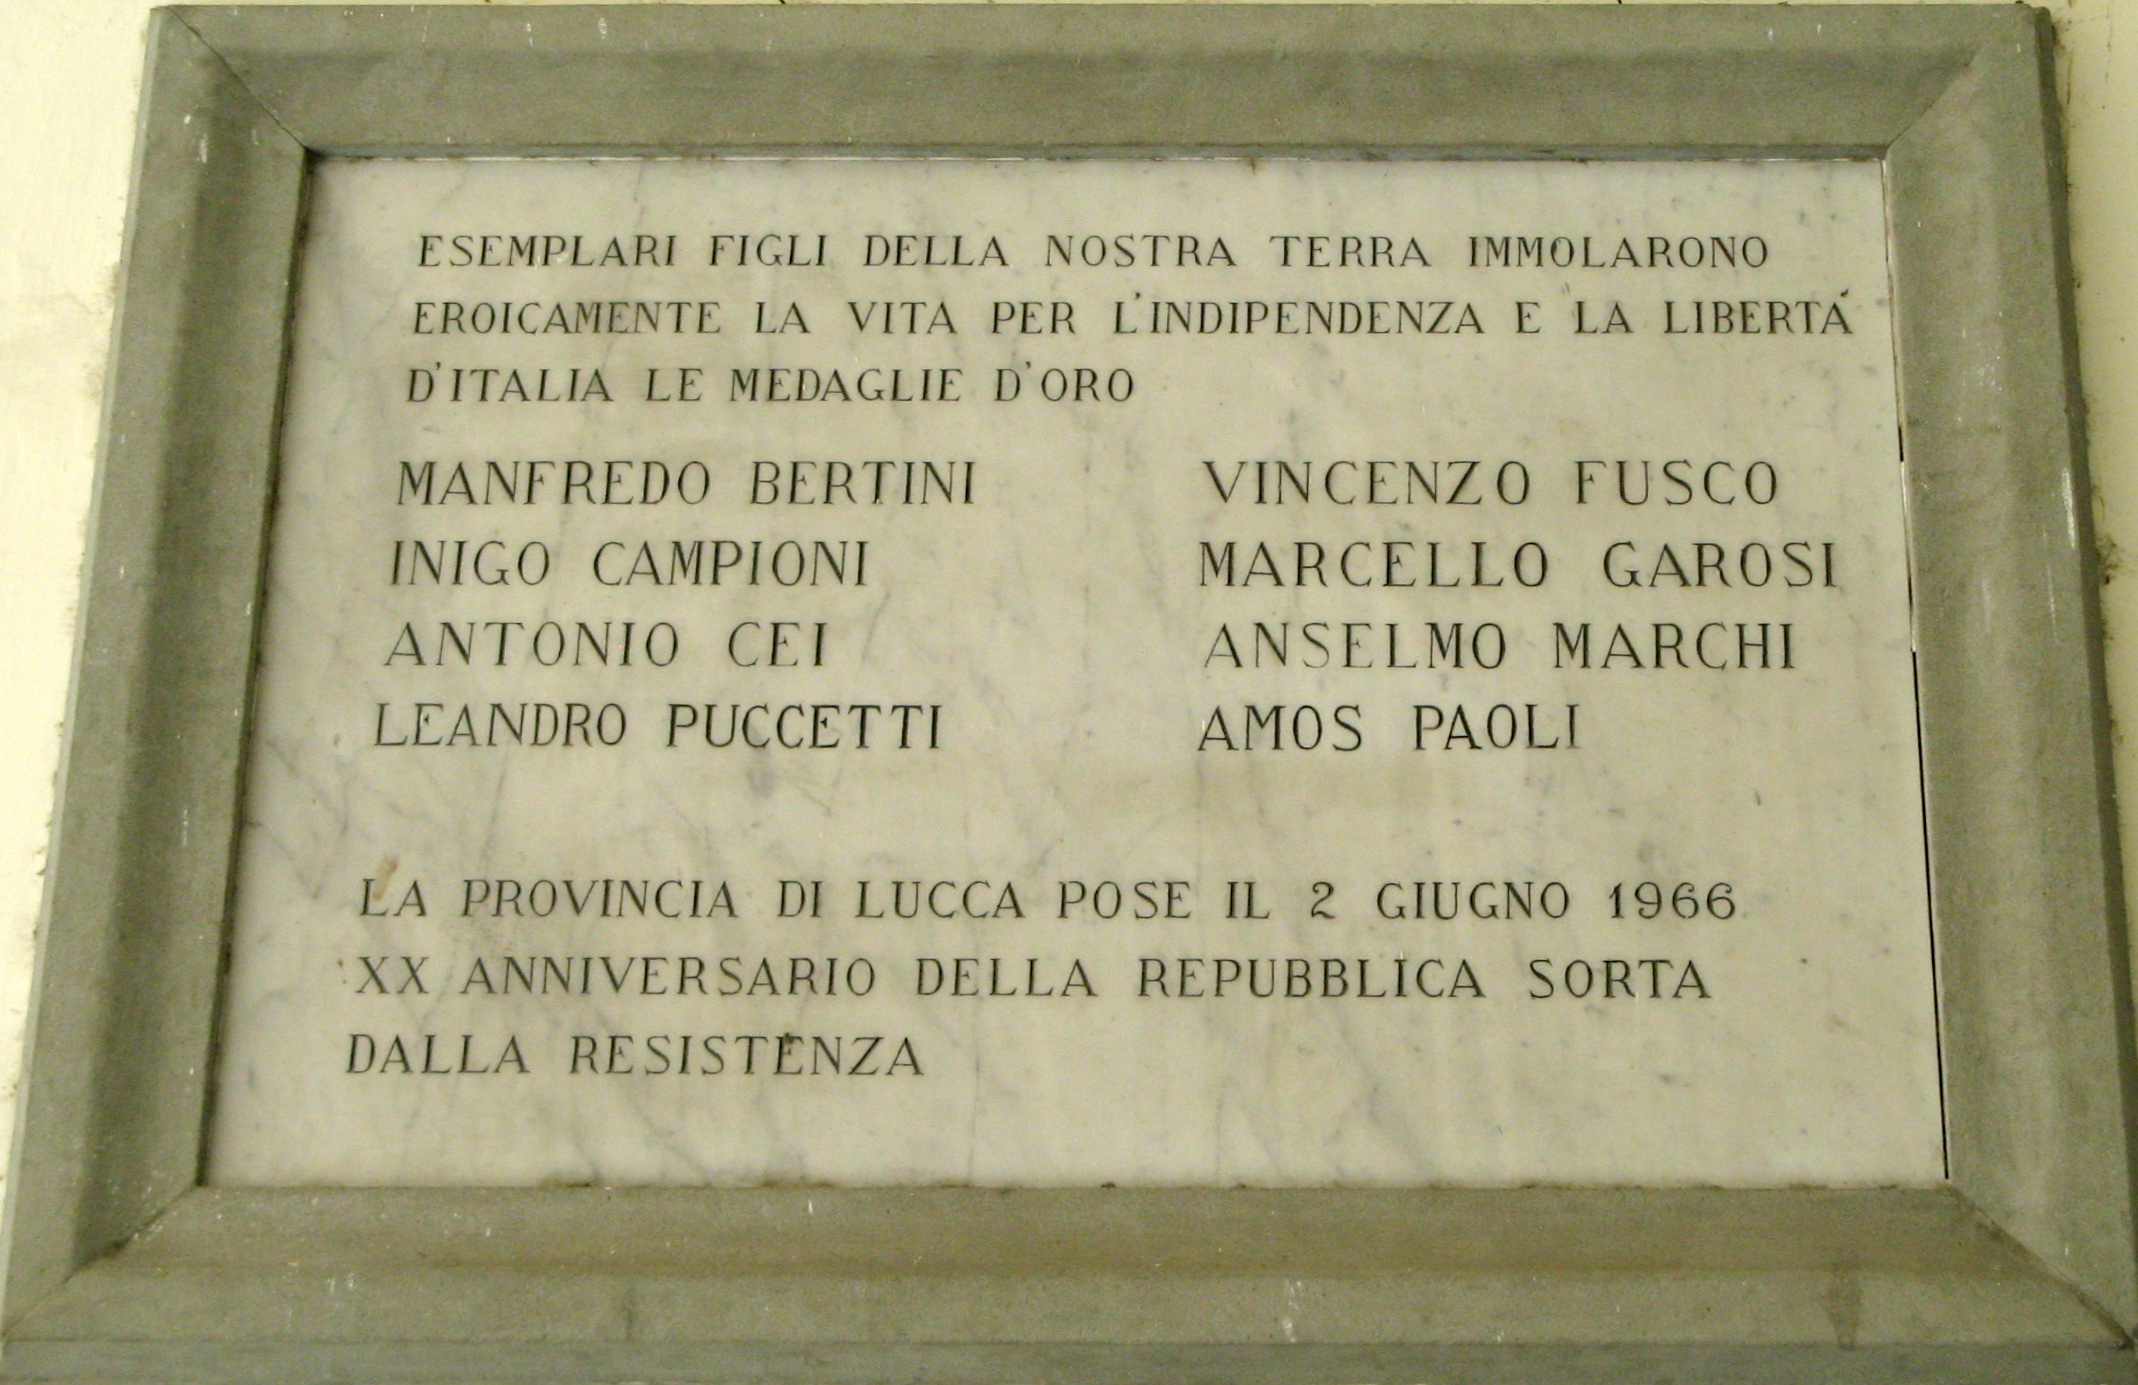 ESEMPLARI FIGLI DELLA NOSTRA TERRA IMMOLARONO
EROICAMENTE LA VITA PER L'INDIPENDENZA E LA LIBERTÁ
D'ITALIA LE MEDAGLIE D'ORO
MANFREDO BERTINI
INIGO CAMPIONI
ANTONIO CEI
LEANDRO PUCCETTI
VINCENZO FUSCO
MARCELLO GAROSI
ANSELMO MARCHI
AMOS PAOLI
LA PROVINCIA DI LUCCA POSE IL 2 GIUGNO 1966
XX ANNIVERSARIO DELLA REPUBBLICA SORTA
DALLA RESISTENZA